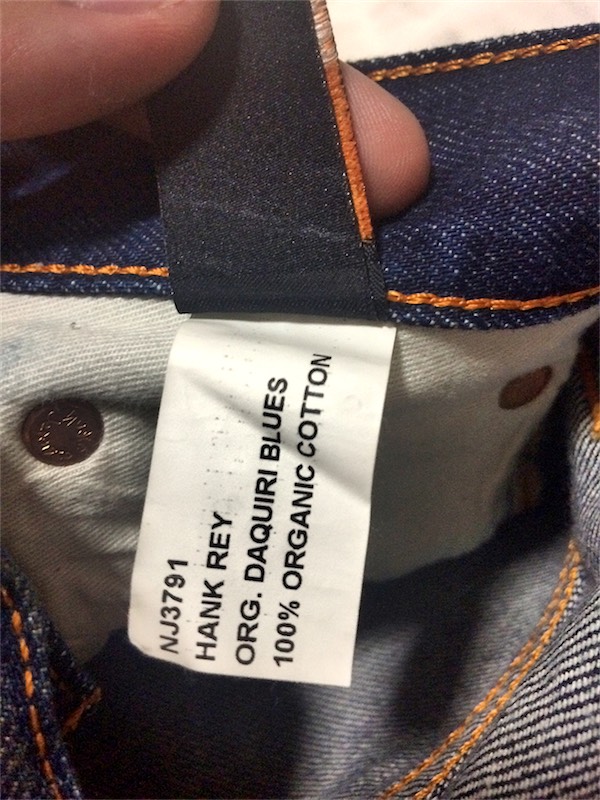 NJ3791
HANK REY
ORG. DAQUIRI BLUES
100% ORGANIC COTTON